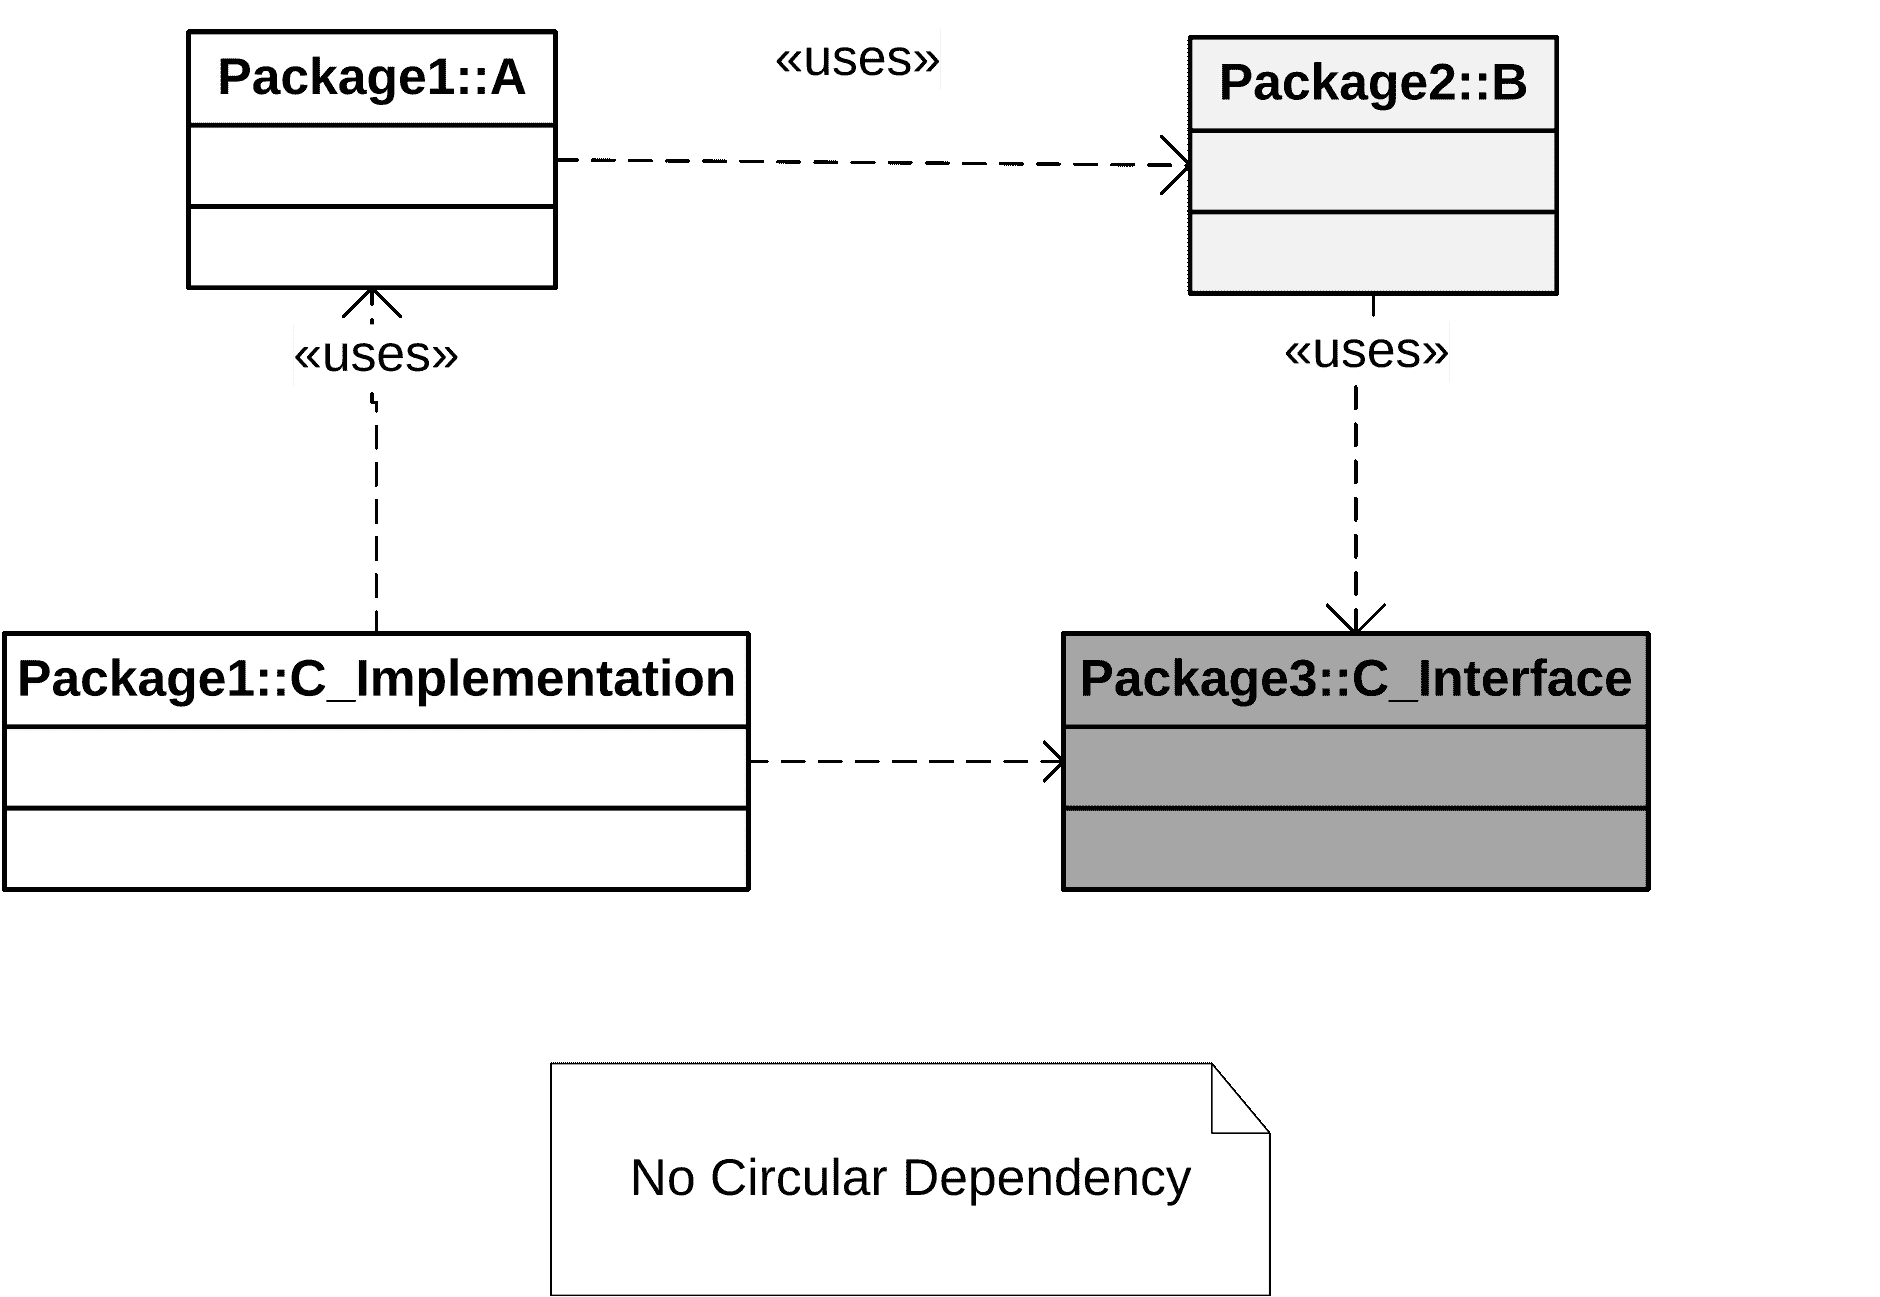 Package1::A
«uses»
Package2::B
«uses»
«uses»
Package1::C_Implementation
Package3::C_Interface
No Circular Dependency